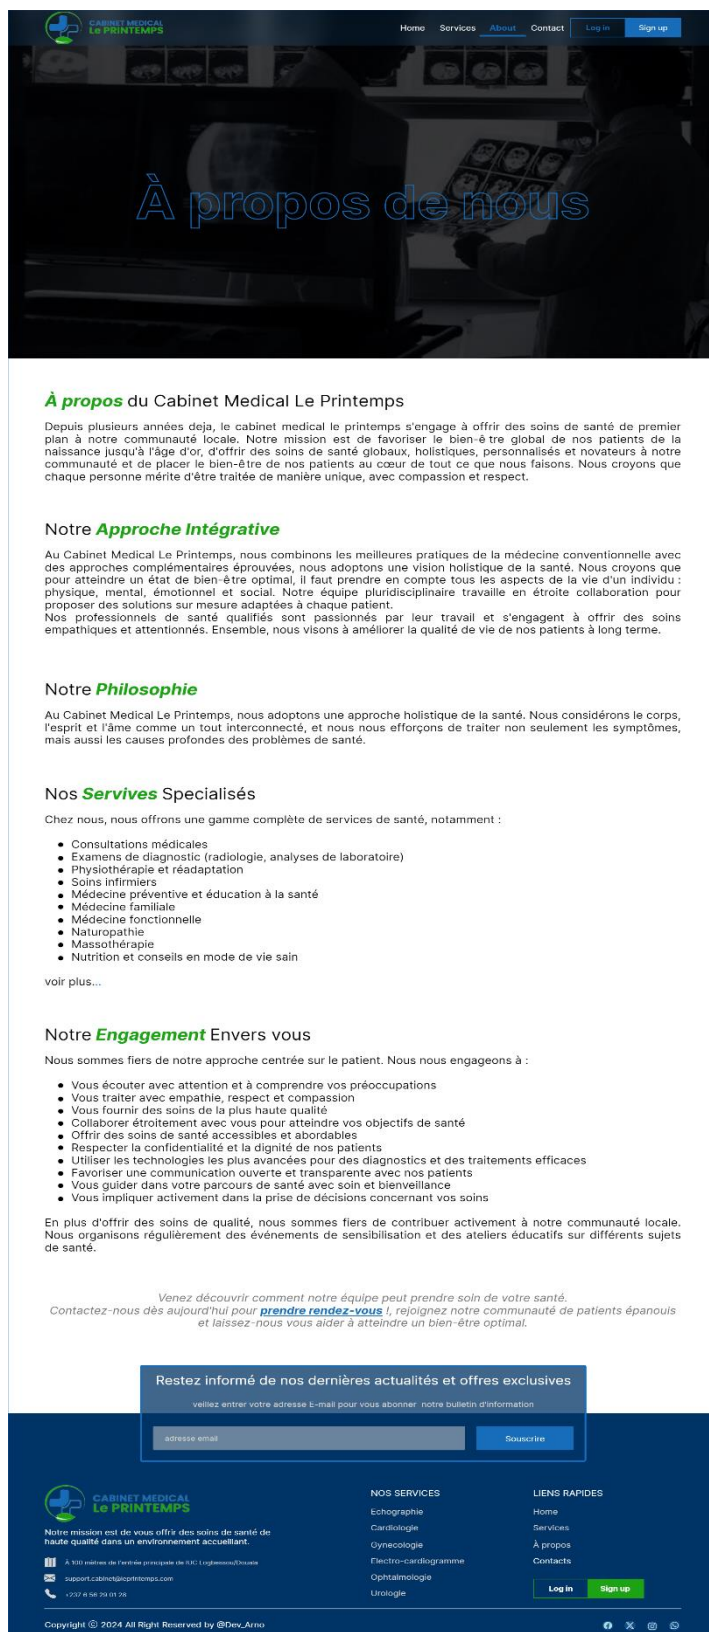 CABINET MEDICAL
Le PRINTEMPS
Home Services About Contact Log in Sign up
À propos de nous
À propos du Cabinet Medical Le Printemps
Depuis plusieurs années deja, le cabinet medical le printemps s'engage à offrir des soins de santé de premier
plan à notre communauté locale. Notre mission est de favoriser le bien-être global de nos patients de la
naissance jusqu'à l'âge d'or, d'offrir des soins de santé globaux, holistiques, personnalisés et novateurs à notre
communauté et de placer le bien-être de nos patients au cœur de tout ce que nous faisons. Nous croyons que
chaque personne mérite d'être traitée de manière unique, avec compassion et respect.
Notre Approche Intégrative
Au Cabinet Medical Le Printemps, nous combinons les meilleures pratiques de la médecine conventionnelle avec
des approches complémentaires éprouvées, nous adoptons une vision holistique de la santé. Nous croyons que
pour atteindre un état de bien-être optimal, il faut prendre en compte tous les aspects de la vie d'un individu :
physique, mental, émotionnel et social. Notre équipe pluridisciplinaire travaille en étroite collaboration pour
proposer des solutions sur mesure adaptées à chaque patient.
Nos professionnels de santé qualifiés sont passionnés par leur travail et s'engagent à offrir des soins
empathiques et attentionnés. Ensemble, nous visons à améliorer la qualité de vie de nos patients à long terme.
Notre Philosophie
Au Cabinet Medical Le Printemps, nous adoptons une approche holistique de la santé. Nous considérons le corps,
l'esprit et l'âme comme un tout interconnecté, et nous nous efforçons de traiter non seulement les symptômes,
mais aussi les causes profondes des problèmes de santé.
Nos Servives Specialisés
Chez nous, nous offrons une gamme complète de services de santé, notamment :
• Consultations médicales
• Examens de diagnostic (radiologie, analyses de laboratoire)
• Physiothérapie et réadaptation
• Soins infirmiers
• Médecine préventive et éducation à la santé
• Médecine familiale
• Médecine fonctionnelle
• Naturopathie
• Massothérapie
• Nutrition et conseils en mode de vie sain
voir plus...
Notre Engagement Envers vous
Nous sommes fiers de notre approche centrée sur le patient. Nous nous engageons à :
• Vous écouter avec attention et à comprendre vos préoccupations
• Vous traiter avec empathie, respect et compassion
• Vous fournir des soins de la plus haute qualité
• Collaborer étroitement avec vous pour atteindre vos objectifs de santé
• Offrir des soins de santé accessibles et abordables
• Respecter la confidentialité et la dignité de nos patients
• Utiliser les technologies les plus avancées pour des diagnostics et des traitements efficaces
• Favoriser une communication ouverte et transparente avec nos patients
• Vous guider dans votre parcours de santé avec soin et bienveillance
• Vous impliquer activement dans la prise de décisions concernant vos soins
En plus d'offrir des soins de qualité, nous sommes fiers de contribuer activement à notre communauté locale.
Nous organisons régulièrement des événements de sensibilisation et des ateliers éducatifs sur différents sujets
de santé.
Venez découvrir comment notre équipe peut prendre soin de votre santé.
Contactez-nous dès aujourd'hui pour prendre rendez-vous !, rejoignez notre communauté de patients épanouis
et laissez-nous vous aider à atteindre un bien-être optimal.
Restez informé de nos dernières actualités et offres exclusives
veillez entrer votre adresse E-mail pour vous abonner notre bulletin d'information
adresse email Souscrire
CABINET MEDICAL
Le PRINTEMPS
Notre mission est de vous offrir des soins de santé de
haute qualité dans un environnement accueillant.
À 100 mètres de l'entrée principale de IUC Logbessou/Douala
support.cabinet@leprintemps.com
+237 6 56 29 01 28
NOS SERVICES
Echographie
Cardiologie
Gynecologie
Electro-cardiogramme
Ophtalmologie
Urologie
LIENS RAPIDES
Home
Services
À propos
Contacts
Log in Sign up
Copyright © 2024 All Right Reserved by @Dev_Arno